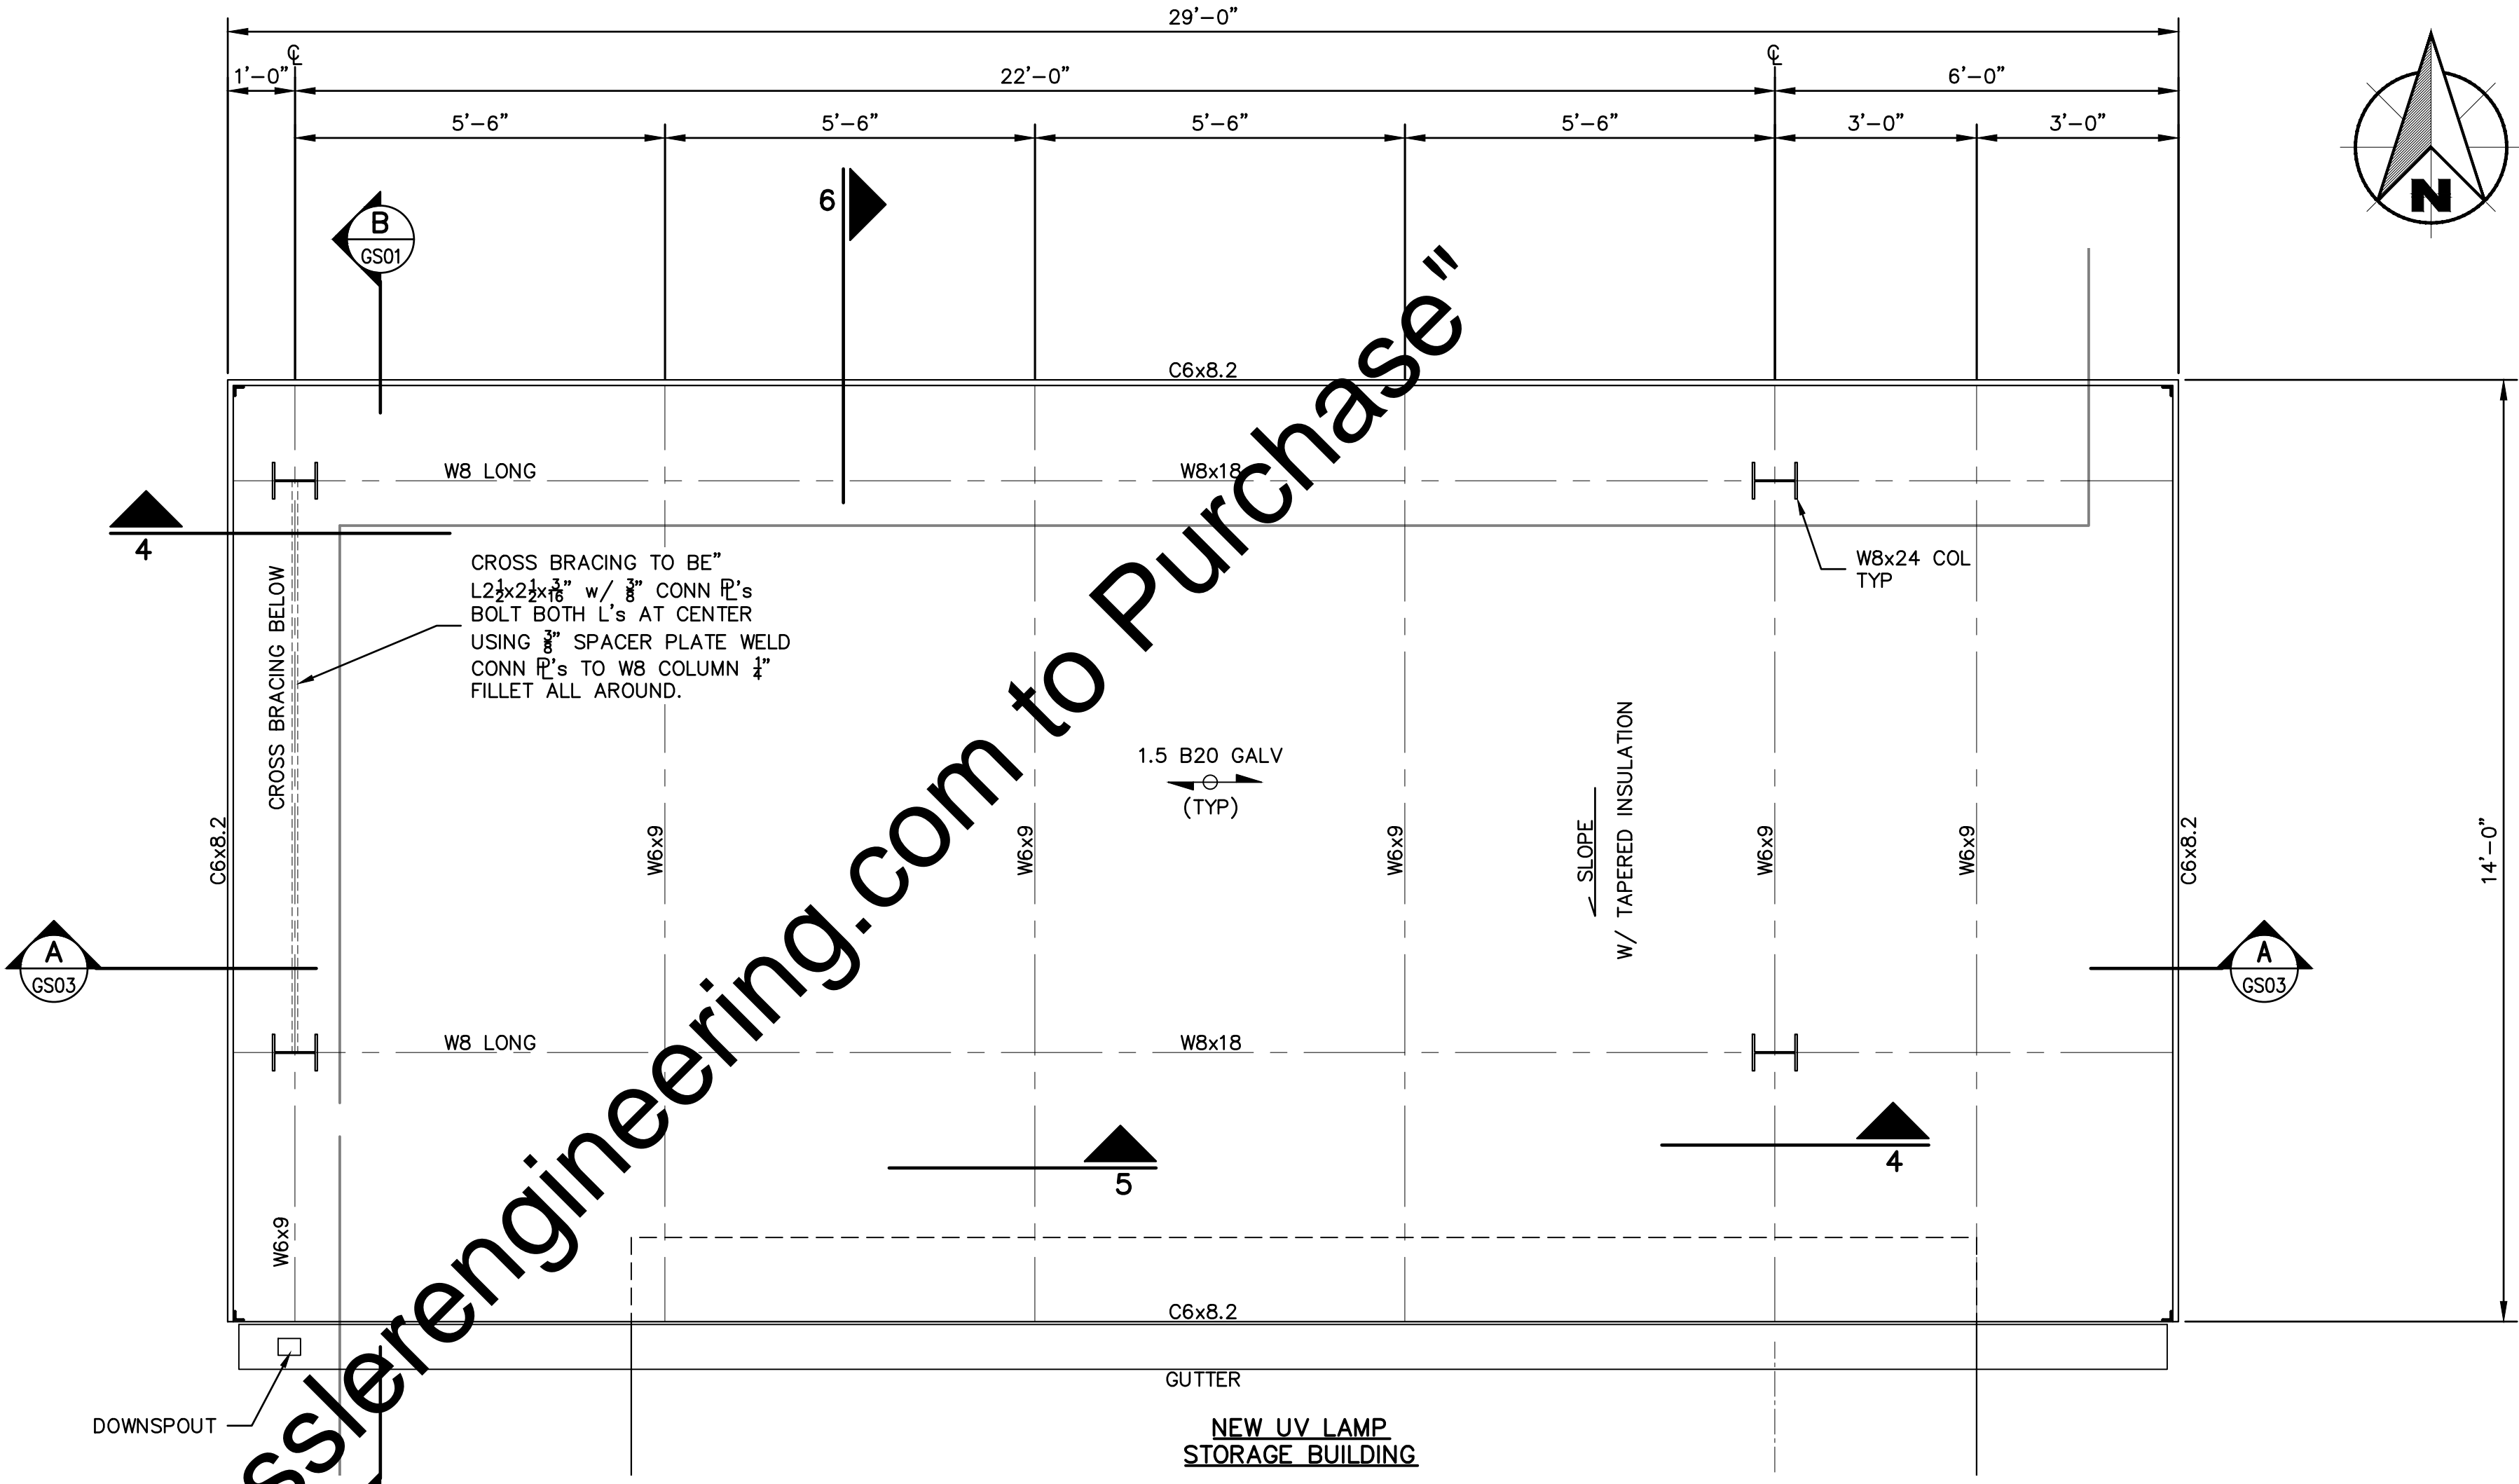 29'-0"
1'-0" ℄ 22'-0" ℄ 6'-0"
5'-6" 5'-6" 5'-6" 5'-6" 3'-0" 3'-0"
N
B
GS01
6
C6x8.2
W8 LONG
W8x18
4
CROSS BRACING TO BE"
L2½x2½x3/16" w/ 3/8" CONN ℙL's
BOLT BOTH L's AT CENTER
USING 3/8" SPACER PLATE WELD
CONN ℙL's TO W8 COLUMN ¼"
FILLET ALL AROUND.
CROSS BRACING BELOW
W8x24 COL
TYP
1.5 B20 GALV
(TYP)
SLOPE
W/ TAPERED INSULATION
C6x8.2
W6x9
W6x9
W6x9
W6x9
W6x9
C6x8.2
14'-0"
A
GS03
A
GS03
W8 LONG
W8x18
5
4
W6x9
C6x8.2
GUTTER
DOWNSPOUT
NEW UV LAMP
STORAGE BUILDING
sslerengineering.com to Purchase"